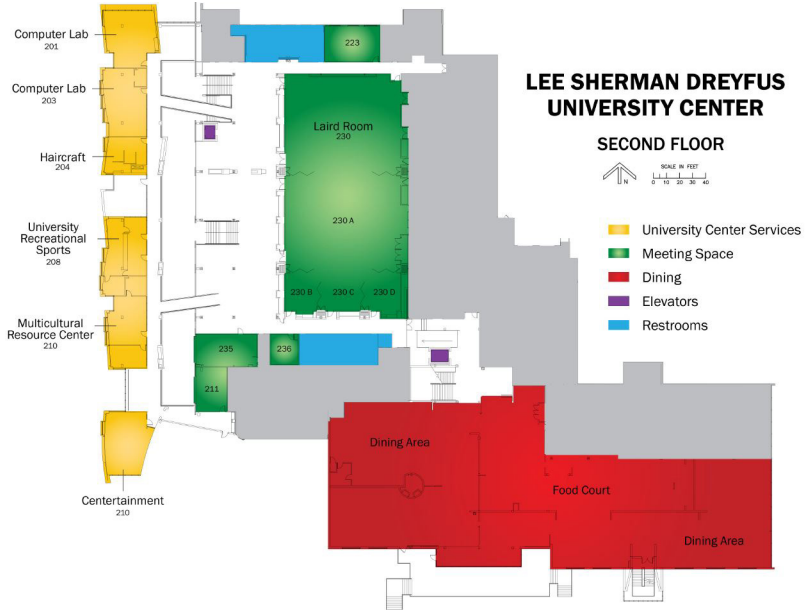 LEE SHERMAN DREYFUS
UNIVERSITY CENTER
SECOND FLOOR
N
SCALE IN FEET
0 10 20 30 40
University Center Services
Meeting Space
Dining
Elevators
Restrooms
Computer Lab
201
Computer Lab
203
Haircraft
204
University
Recreational
Sports
208
Multicultural
Resource Center
210
Centertainment
210
223
Laird Room
230
230 A
230 B
230 C
230 D
235
236
211
Dining Area
Food Court
Dining Area